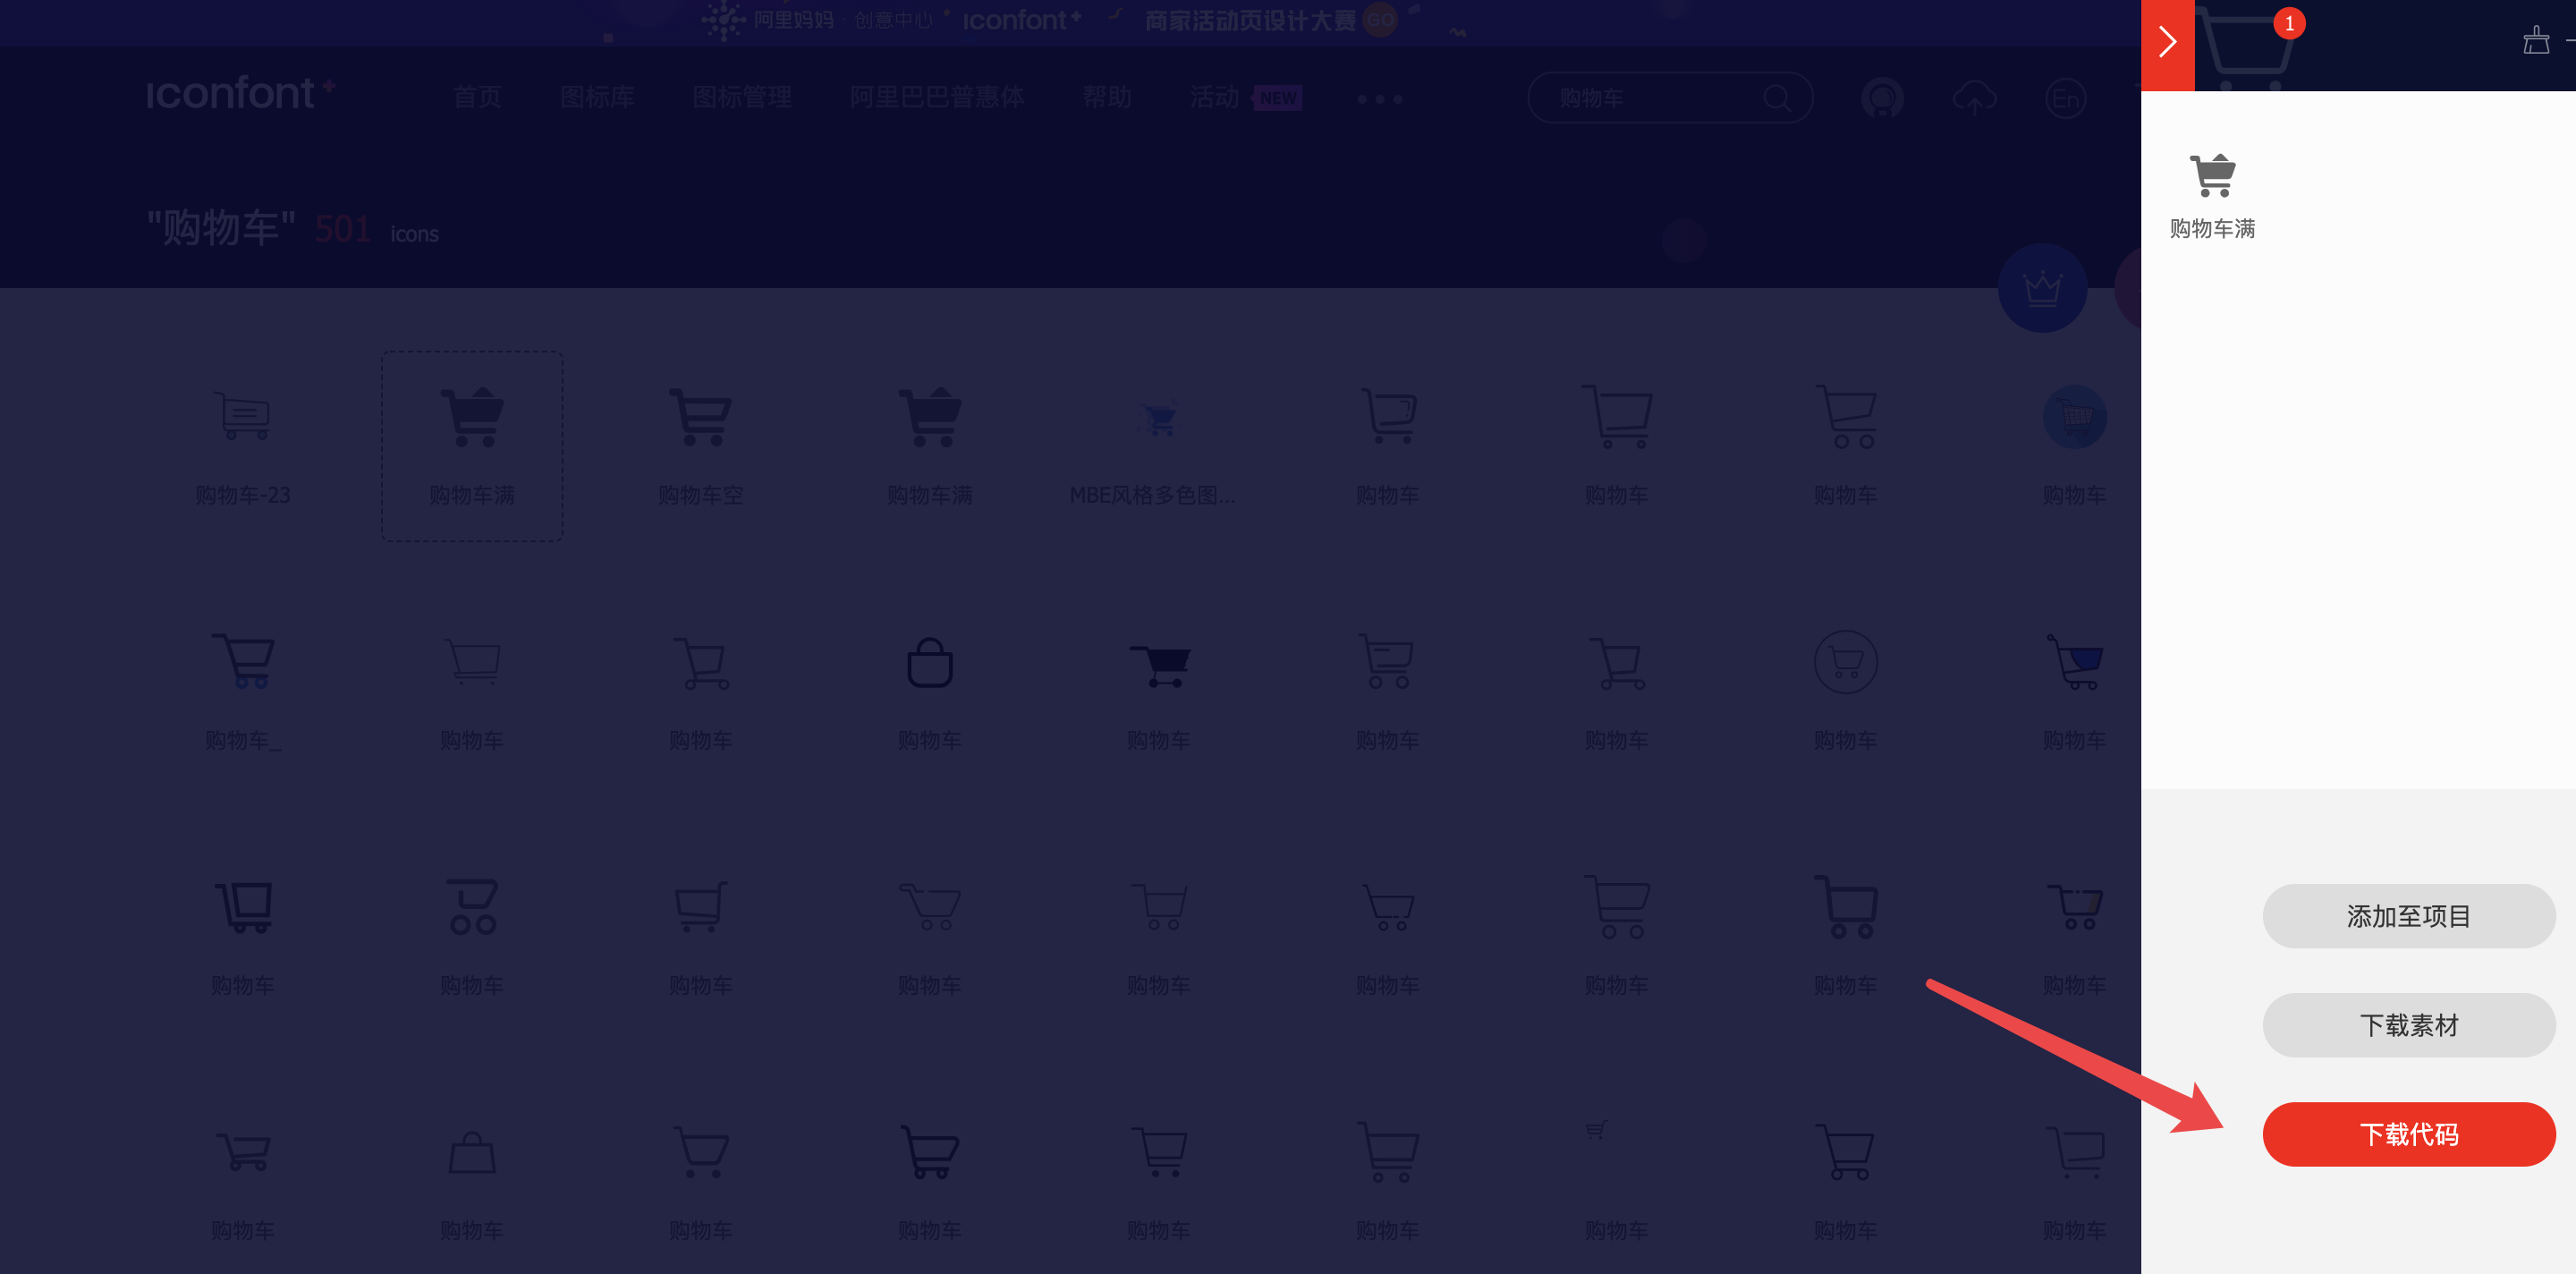 阿里妈妈 · 创意中心 iconfont+ 商家活动页设计大赛 GO
1
iconfont+ 首页 图标库 图标管理 阿里巴巴普惠体 帮助 活动 NEW 购物车 En
"购物车" 501 icons
购物车满
购物车-23 购物车满 购物车空 购物车满 MBE风格多色图... 购物车 购物车 购物车 购物车
购物车_ 购物车 购物车 购物车 购物车 购物车 购物车 购物车 购物车
购物车 购物车 购物车 购物车 购物车 购物车 购物车 购物车 购物车
购物车 购物车 购物车 购物车 购物车 购物车 购物车 购物车 购物车
添加至项目
下载素材
下载代码